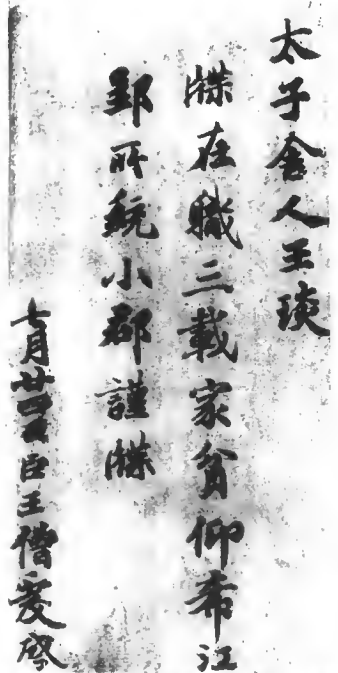 太子舍人王琰
牒在職三載家貧仰希江
郢所統小郡謹牒
七月廿四日臣王僧虔啓